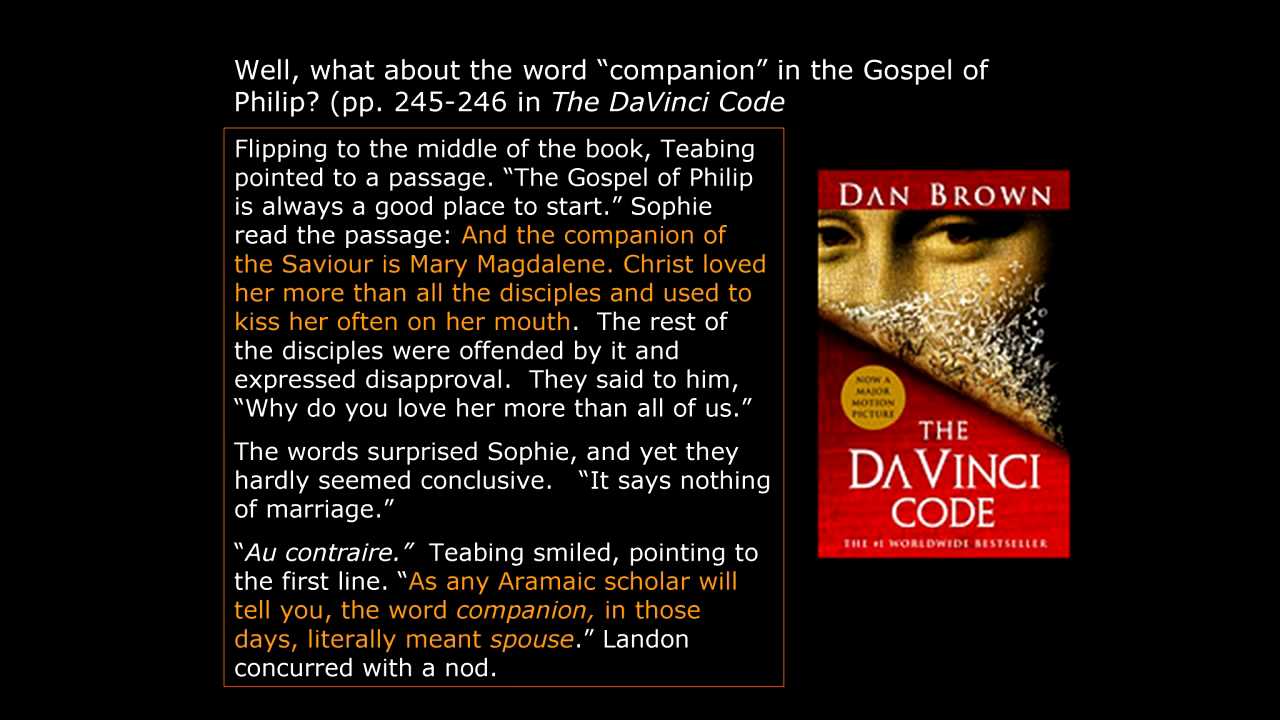 Well, what about the word “companion” in the Gospel of
Philip? (pp. 245-246 in The DaVinci Code
Flipping to the middle of the book, Teabing
pointed to a passage. “The Gospel of Philip
is always a good place to start.” Sophie
read the passage: And the companion of
the Saviour is Mary Magdalene. Christ loved
her more than all the disciples and used to
kiss her often on her mouth.  The rest of
the disciples were offended by it and
expressed disapproval.  They said to him,
“Why do you love her more than all of us.”
The words surprised Sophie, and yet they
hardly seemed conclusive.   “It says nothing
of marriage.”
“Au contraire.”  Teabing smiled, pointing to
the first line. “As any Aramaic scholar will
tell you, the word companion, in those
days, literally meant spouse.” Landon
concurred with a nod.
DAN BROWN
NOW A
MAJOR
MOTION
PICTURE
THE
DA VINCI
CODE
THE #1 WORLDWIDE BESTSELLER